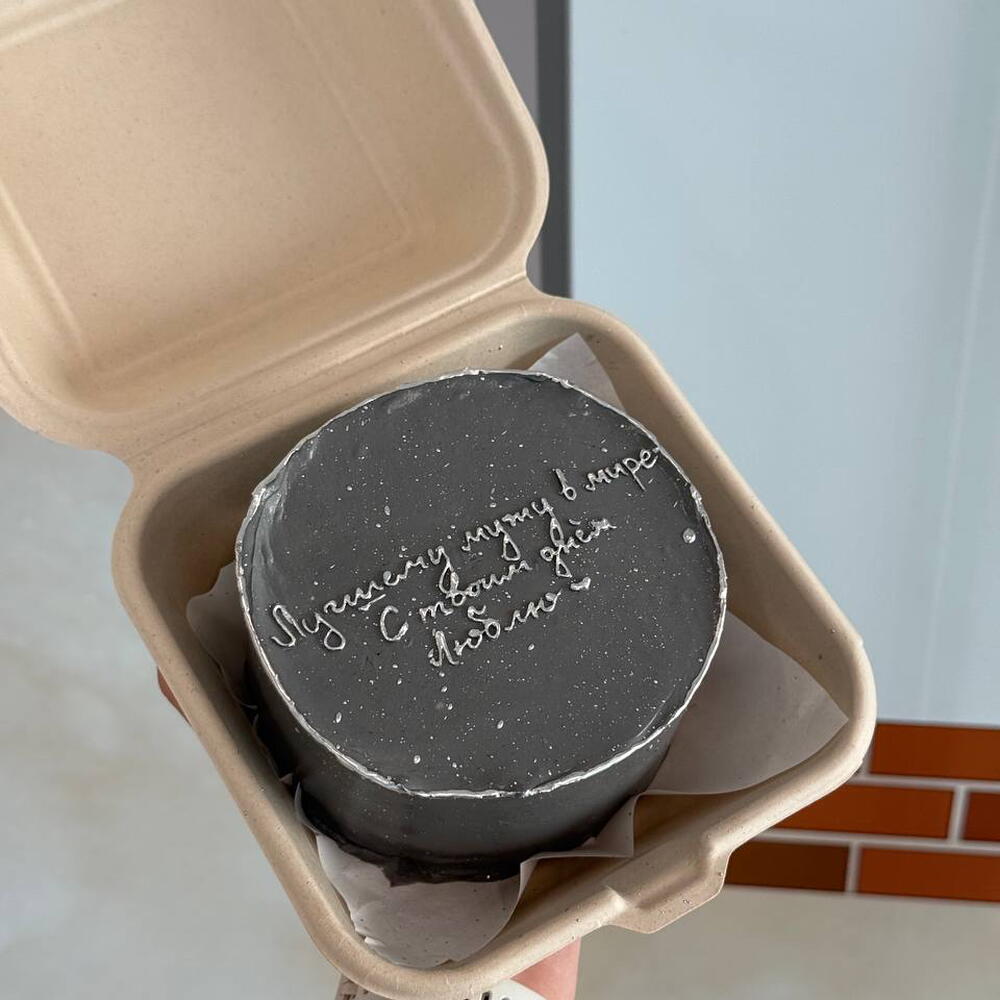 Лучшему мужу в мире
С твоим днём
Люблю